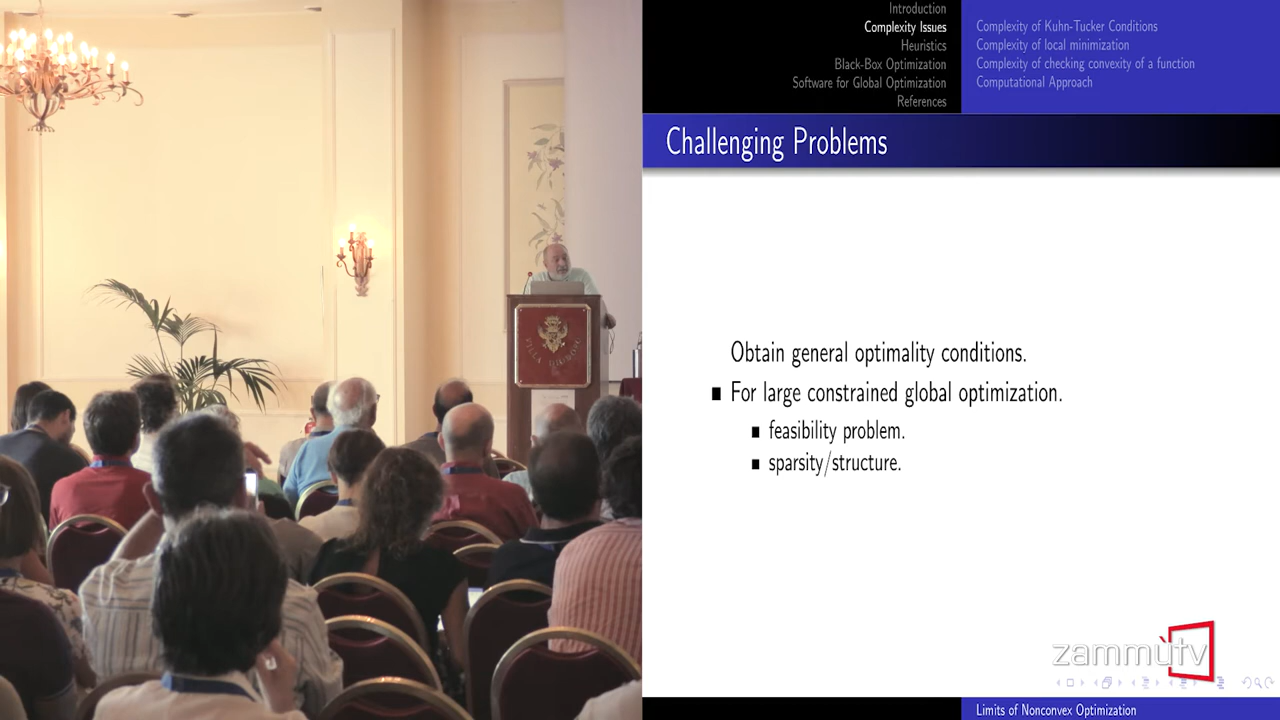 Introduction
Complexity Issues
Heuristics
Black-Box Optimization
Software for Global Optimization
References
Complexity of Kuhn-Tucker Conditions
Complexity of local minimization
Complexity of checking convexity of a function
Computational Approach
Challenging Problems
Obtain general optimality conditions.
For large constrained global optimization.
feasibility problem.
sparsity/structure.
zammùtv
Limits of Nonconvex Optimization